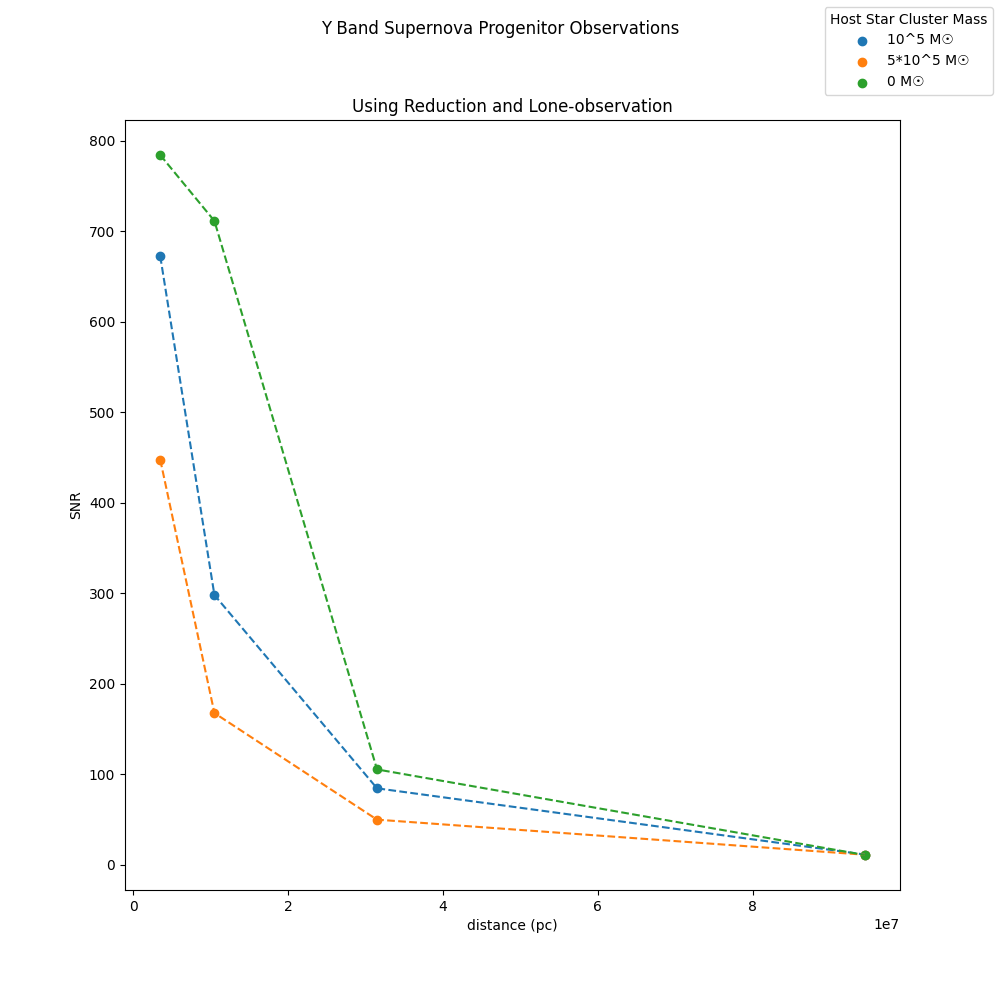 Y Band Supernova Progenitor Observations
Host Star Cluster Mass
10^5 M☉
5*10^5 M☉
0 M☉
Using Reduction and Lone-observation
800
700
600
500
400
300
200
100
0
SNR
0 2 4 6 8
1e7
distance (pc)